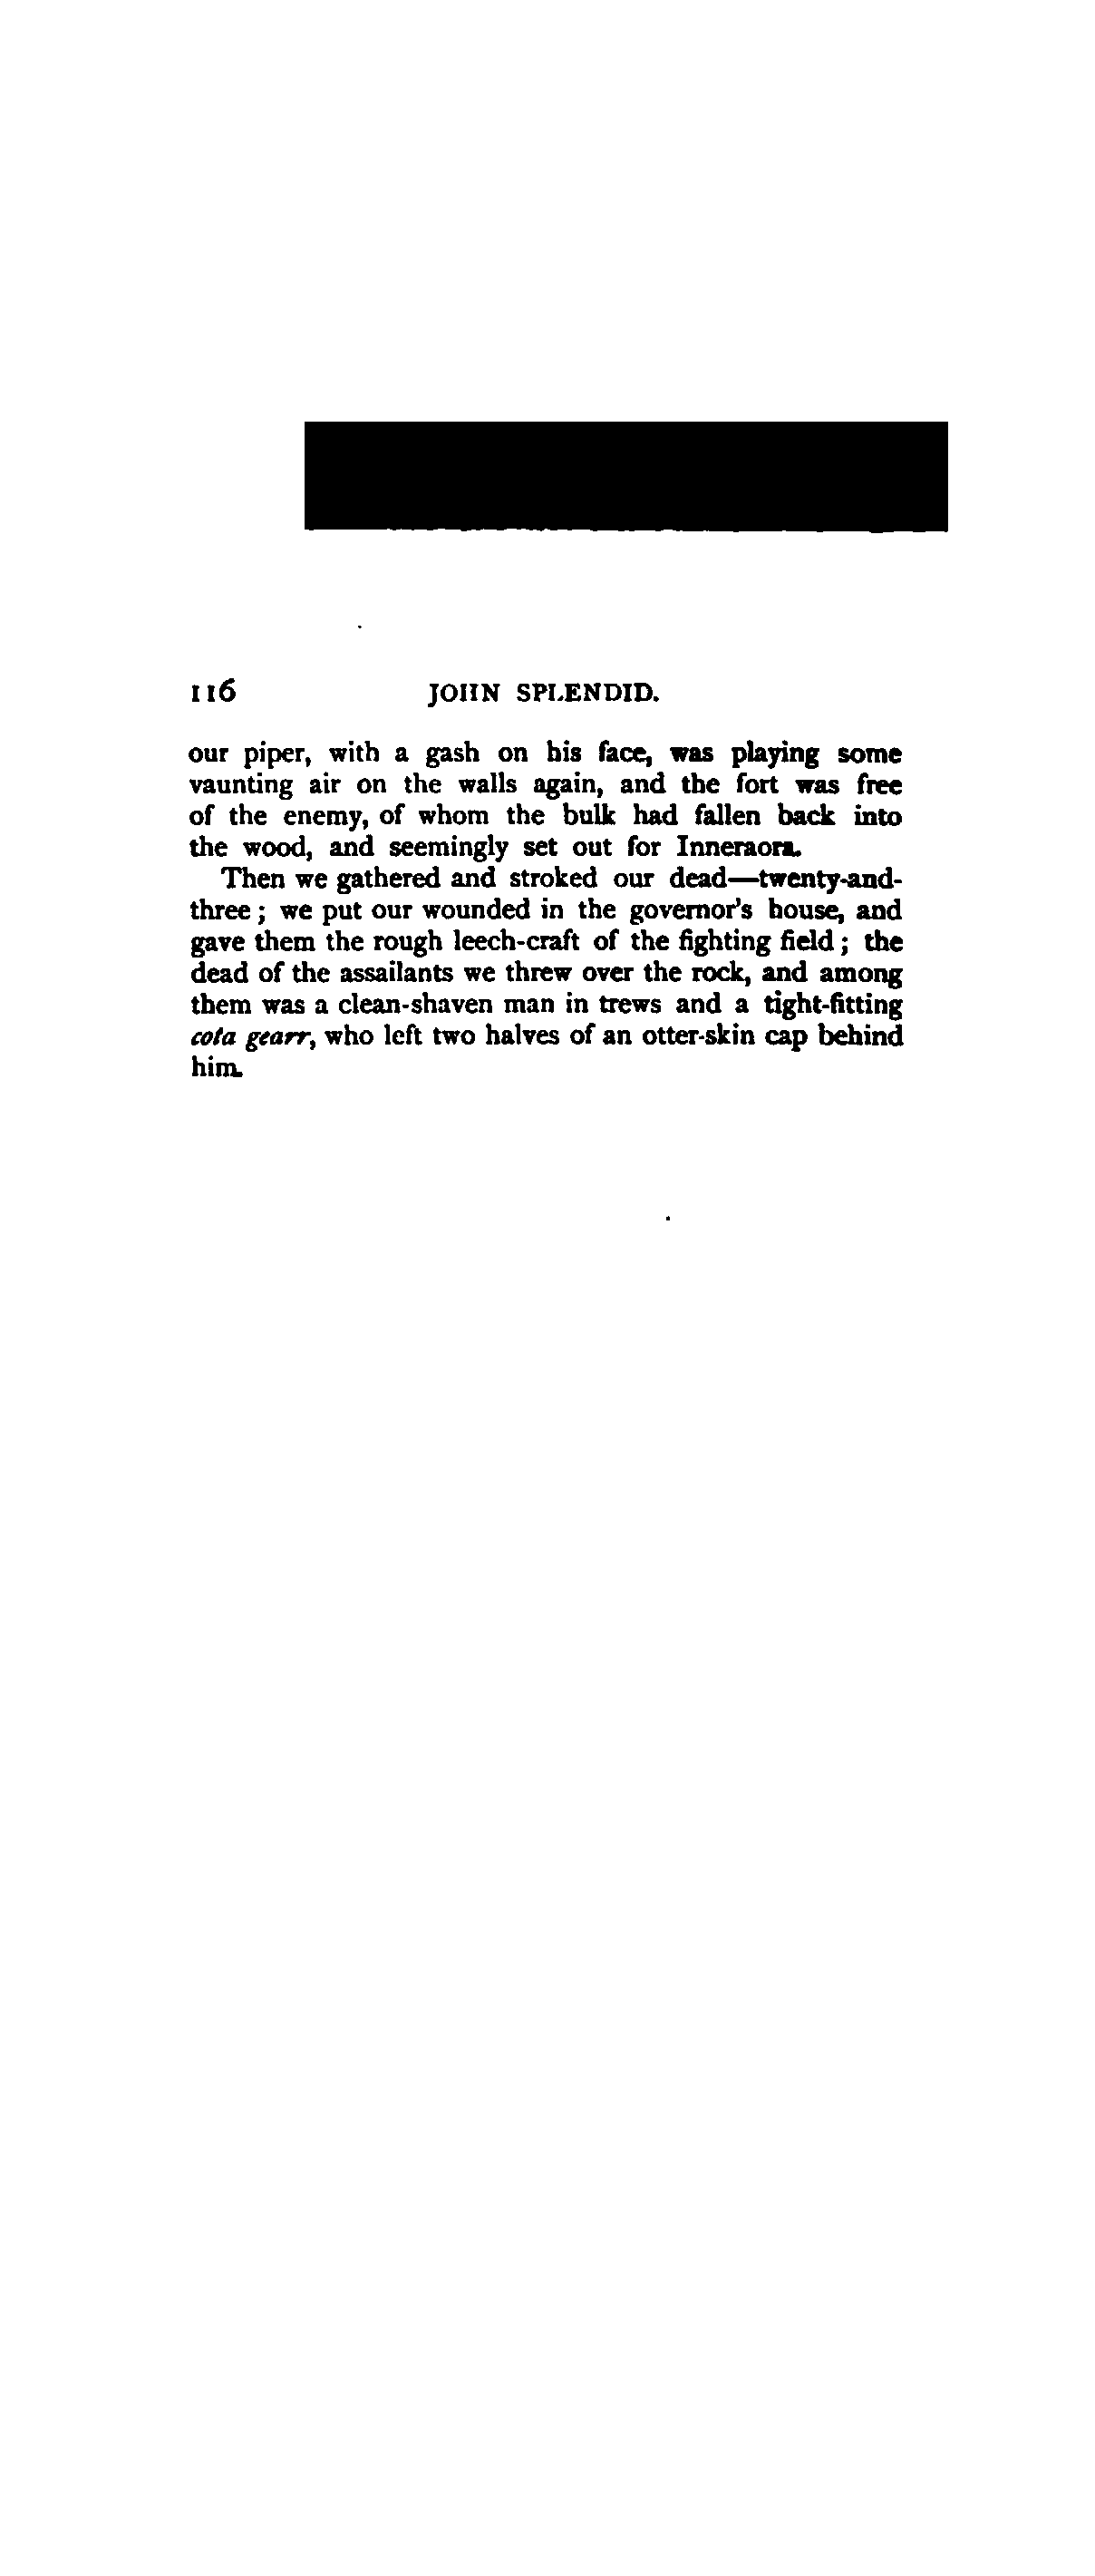 116 JOHN SPLENDID.
our piper, with a gash on his face, was playing some
vaunting air on the walls again, and the fort was free
of the enemy, of whom the bulk had fallen back into
the wood, and seemingly set out for Inneraora.
Then we gathered and stroked our dead—twenty-and-
three; we put our wounded in the governor's house, and
gave them the rough leech-craft of the fighting field; the
dead of the assailants we threw over the rock, and among
them was a clean-shaven man in trews and a tight-fitting
cota gearr, who left two halves of an otter-skin cap behind
him.